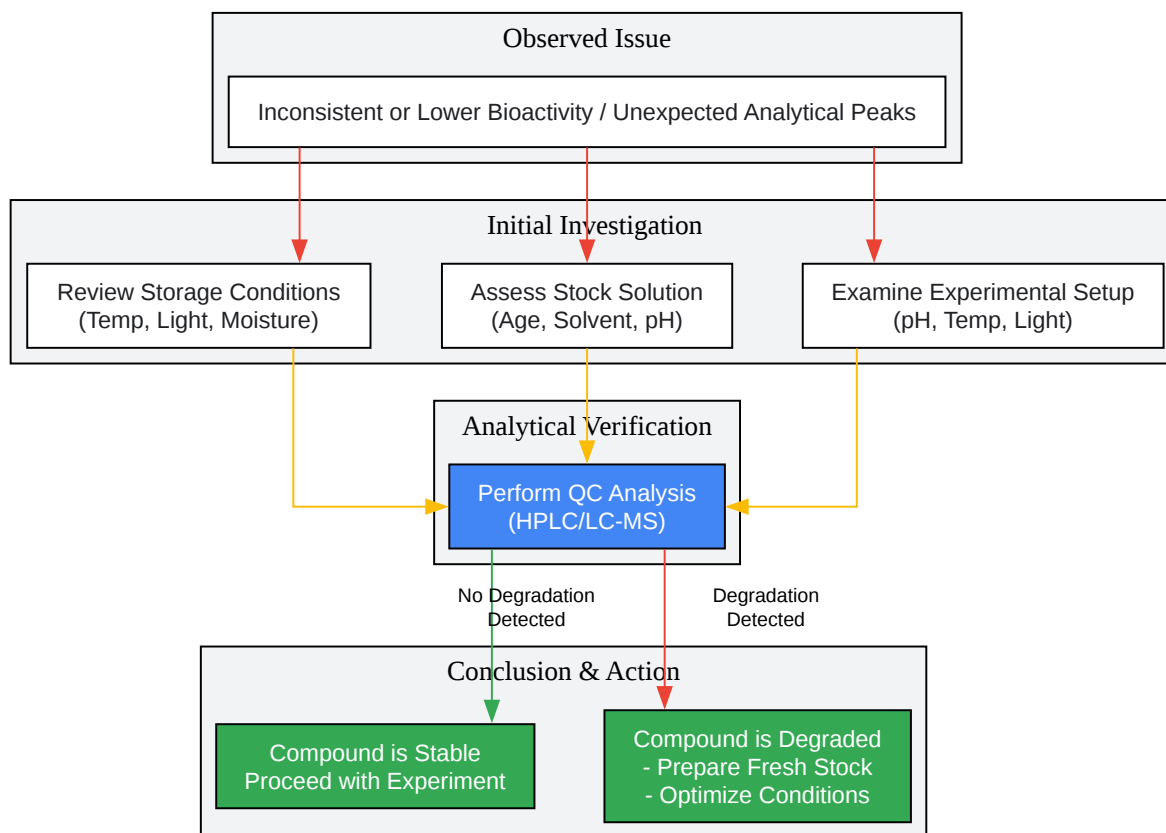 Observed Issue
Inconsistent or Lower Bioactivity / Unexpected Analytical Peaks
Initial Investigation
Review Storage Conditions
(Temp, Light, Moisture)
Assess Stock Solution
(Age, Solvent, pH)
Examine Experimental Setup
(pH, Temp, Light)
Analytical Verification
Perform QC Analysis
(HPLC/LC-MS)
No Degradation
Detected
Degradation
Detected
Conclusion & Action
Compound is Stable
Proceed with Experiment
Compound is Degraded
- Prepare Fresh Stock
- Optimize Conditions